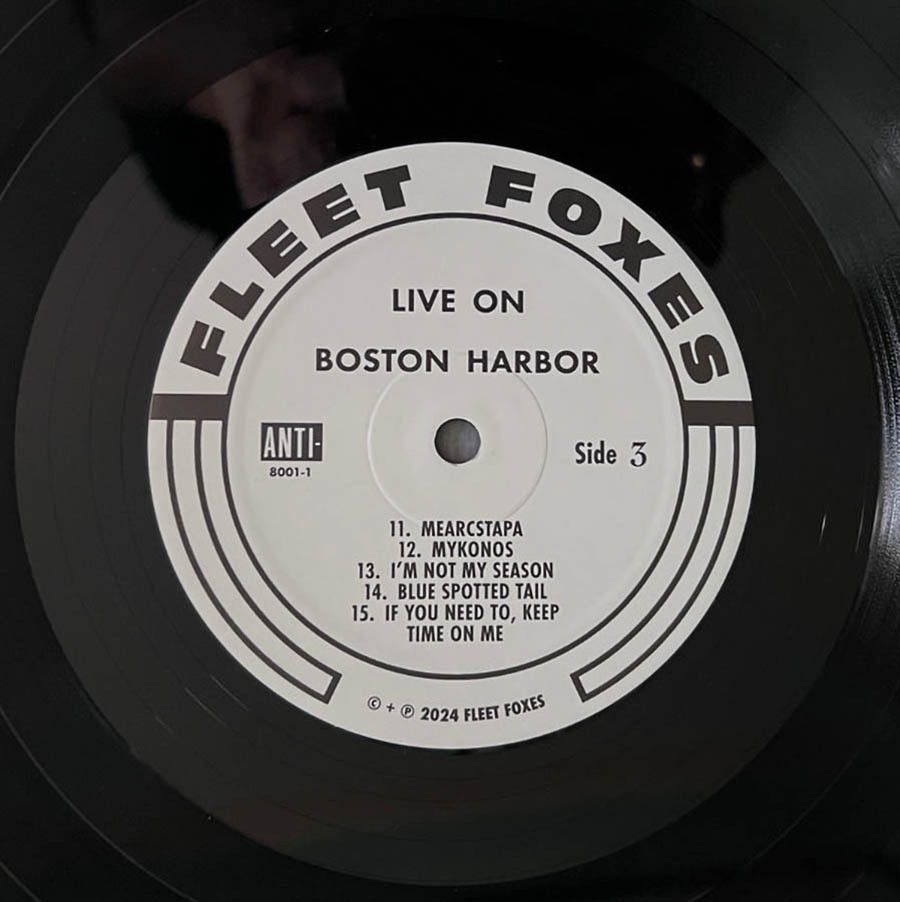 FLEET FOXES
LIVE ON
BOSTON HARBOR
ANTI-
8001-1
Side 3
11. MEARCSTAPA
12. MYKONOS
13. I'M NOT MY SEASON
14. BLUE SPOTTED TAIL
15. IF YOU NEED TO, KEEP
TIME ON ME
© + ℗ 2024 FLEET FOXES